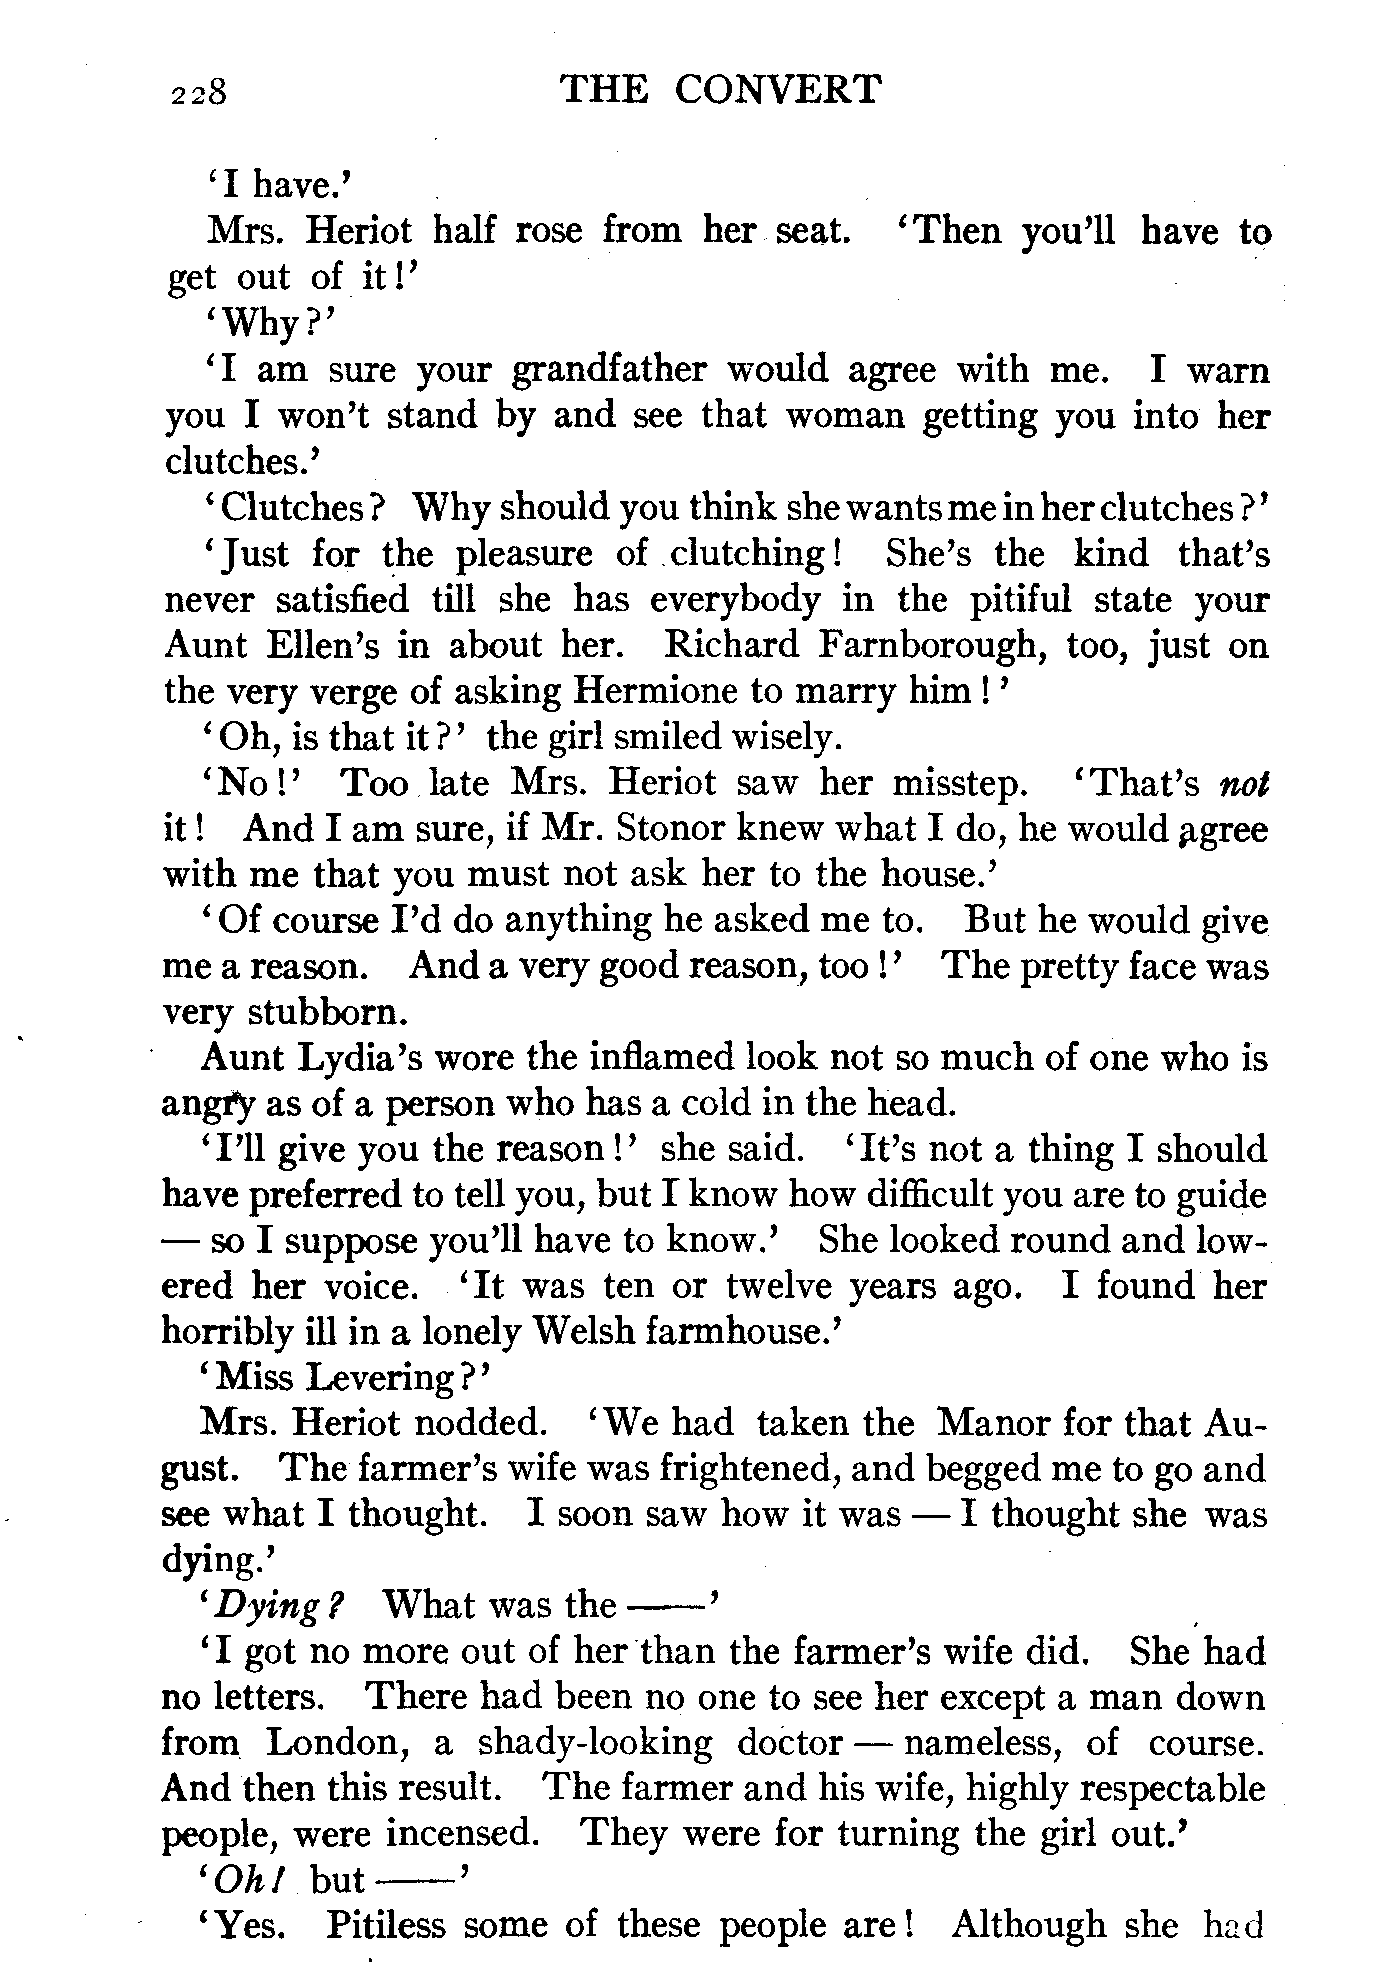 228 THE CONVERT
‘I have.’
Mrs. Heriot half rose from her seat. ‘Then you’ll have to
get out of it!’
‘Why?’
‘I am sure your grandfather would agree with me. I warn
you I won’t stand by and see that woman getting you into her
clutches.’
‘Clutches? Why should you think she wants me in her clutches?’
‘Just for the pleasure of clutching! She’s the kind that’s
never satisfied till she has everybody in the pitiful state your
Aunt Ellen’s in about her. Richard Farnborough, too, just on
the very verge of asking Hermione to marry him!’
‘Oh, is that it?’ the girl smiled wisely.
‘No!’ Too late Mrs. Heriot saw her misstep. ‘That’s not
it! And I am sure, if Mr. Stonor knew what I do, he would agree
with me that you must not ask her to the house.’
‘Of course I’d do anything he asked me to. But he would give
me a reason. And a very good reason, too!’ The pretty face was
very stubborn.
Aunt Lydia’s wore the inflamed look not so much of one who is
angry as of a person who has a cold in the head.
‘I’ll give you the reason!’ she said. ‘It’s not a thing I should
have preferred to tell you, but I know how difficult you are to guide
— so I suppose you’ll have to know.’ She looked round and low-
ered her voice. ‘It was ten or twelve years ago. I found her
horribly ill in a lonely Welsh farmhouse.’
‘Miss Levering?’
Mrs. Heriot nodded. ‘We had taken the Manor for that Au-
gust. The farmer’s wife was frightened, and begged me to go and
see what I thought. I soon saw how it was — I thought she was
dying.’
‘Dying? What was the ——’
‘I got no more out of her than the farmer’s wife did. She had
no letters. There had been no one to see her except a man down
from London, a shady-looking doctor — nameless, of course.
And then this result. The farmer and his wife, highly respectable
people, were incensed. They were for turning the girl out.’
‘Oh! but ——’
‘Yes. Pitiless some of these people are! Although she had